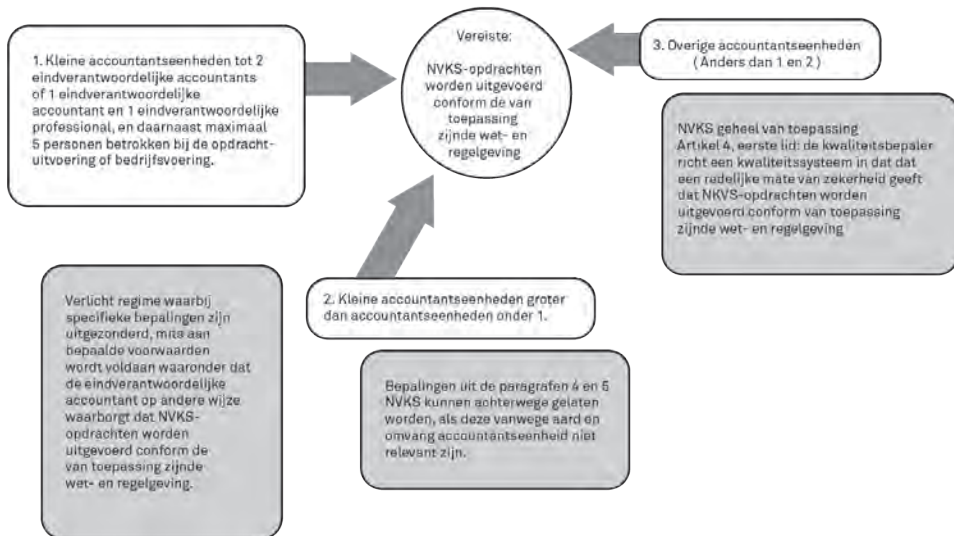 1. Kleine accountantseenheden tot 2
eindverantwoordelijke accountants
of 1 eindverantwoordelijke
accountant en 1 eindverantwoordelijke
professional, en daarnaast maximaal
5 personen betrokken bij de opdracht-
uitvoering of bedrijfsvoering.
Vereiste:
NVKS-opdrachten
worden uitgevoerd
conform de van
toepassing
zijnde wet- en
regelgeving
3. Overige accountantseenheden
(Anders dan 1 en 2)
NVKS geheel van toepassing
Artikel 4, eerste lid: de kwaliteitsbepaler
richt een kwaliteitssysteem in dat dat
een redelijke mate van zekerheid geeft
dat NKVS-opdrachten worden
uitgevoerd conform van toepassing
zijnde wet- en regelgeving
Verlicht regime waarbij
specifieke bepalingen zijn
uitgezonderd, mits aan
bepaalde voorwaarden
wordt voldaan waaronder dat
de eindverantwoordelijke
accountant op andere wijze
waarborgt dat NVKS-
opdrachten worden
uitgevoerd conform de
van toepassing zijnde
wet- en regelgeving.
2. Kleine accountantseenheden groter
dan accountantseenheden onder 1.
Bepalingen uit de paragrafen 4 en 5
NVKS kunnen achterwege gelaten
worden, als deze vanwege aard en
omvang accountantseenheid niet
relevant zijn.